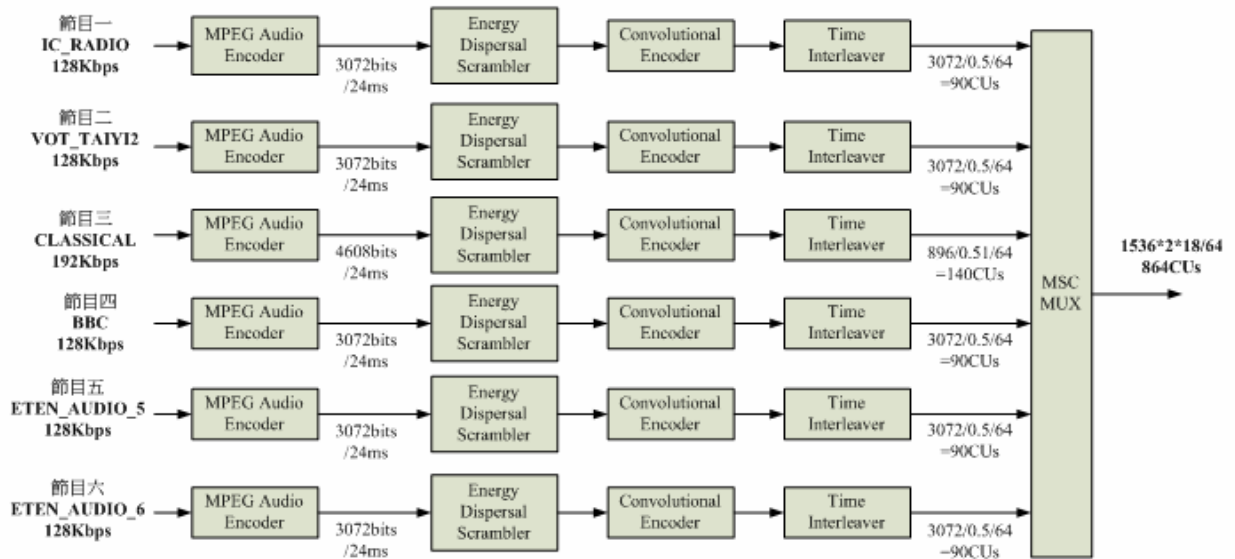 節目一
IC_RADIO
128Kbps
MPEG Audio
Encoder
3072bits
/24ms
Energy
Dispersal
Scrambler
Convolutional
Encoder
Time
Interleaver
3072/0.5/64
=90CUs
節目二
VOT_TAIYI2
128Kbps
MPEG Audio
Encoder
3072bits
/24ms
Energy
Dispersal
Scrambler
Convolutional
Encoder
Time
Interleaver
3072/0.5/64
=90CUs
節目三
CLASSICAL
192Kbps
MPEG Audio
Encoder
4608bits
/24ms
Energy
Dispersal
Scrambler
Convolutional
Encoder
Time
Interleaver
896/0.51/64
=140CUs
節目四
BBC
128Kbps
MPEG Audio
Encoder
3072bits
/24ms
Energy
Dispersal
Scrambler
Convolutional
Encoder
Time
Interleaver
3072/0.5/64
=90CUs
節目五
ETEN_AUDIO_5
128Kbps
MPEG Audio
Encoder
3072bits
/24ms
Energy
Dispersal
Scrambler
Convolutional
Encoder
Time
Interleaver
3072/0.5/64
=90CUs
節目六
ETEN_AUDIO_6
128Kbps
MPEG Audio
Encoder
3072bits
/24ms
Energy
Dispersal
Scrambler
Convolutional
Encoder
Time
Interleaver
3072/0.5/64
=90CUs
MSC
MUX
1536*2*18/64
864CUs